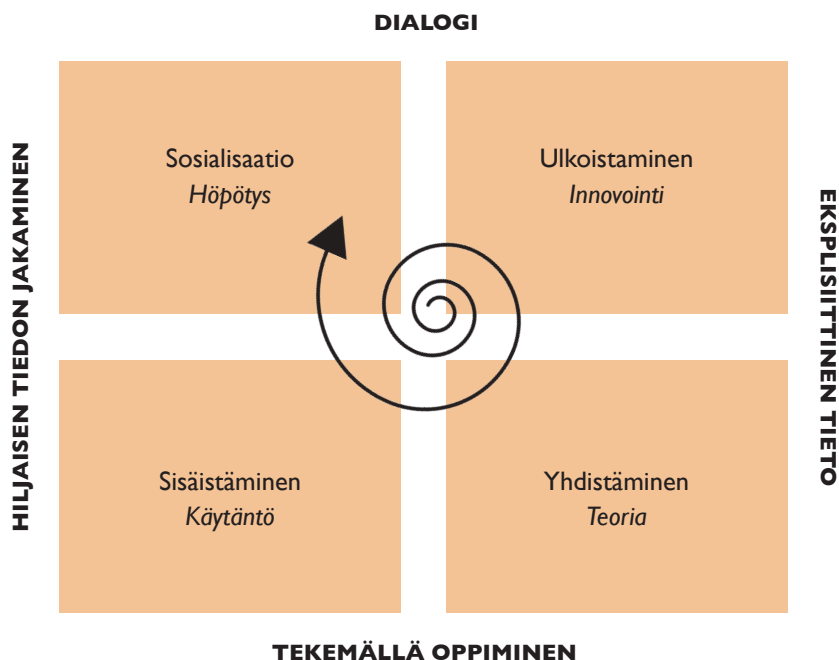 DIALOGI
HILJAISEN TIEDON JAKAMINEN
Sosialisaatio
Höpötys
Ulkoistaminen
Innovointi
EKSPLISIITTINEN TIETO
Sisäistäminen
Käytäntö
Yhdistäminen
Teoria
TEKEMÄLLÄ OPPIMINEN